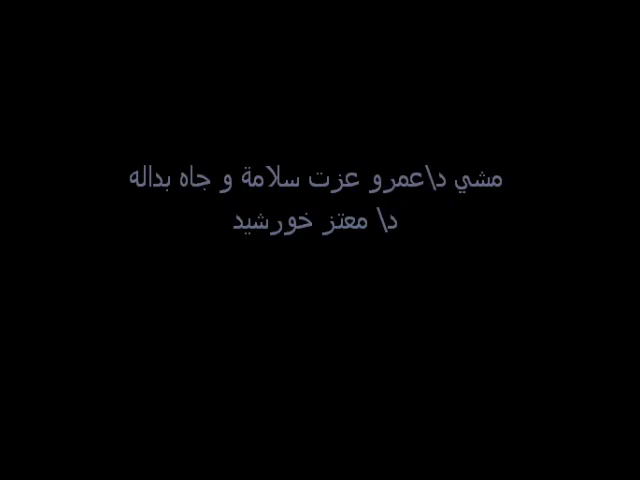 مشي د\عمرو عزت سلامة و جاه بداله
د\ معتز خورشيد